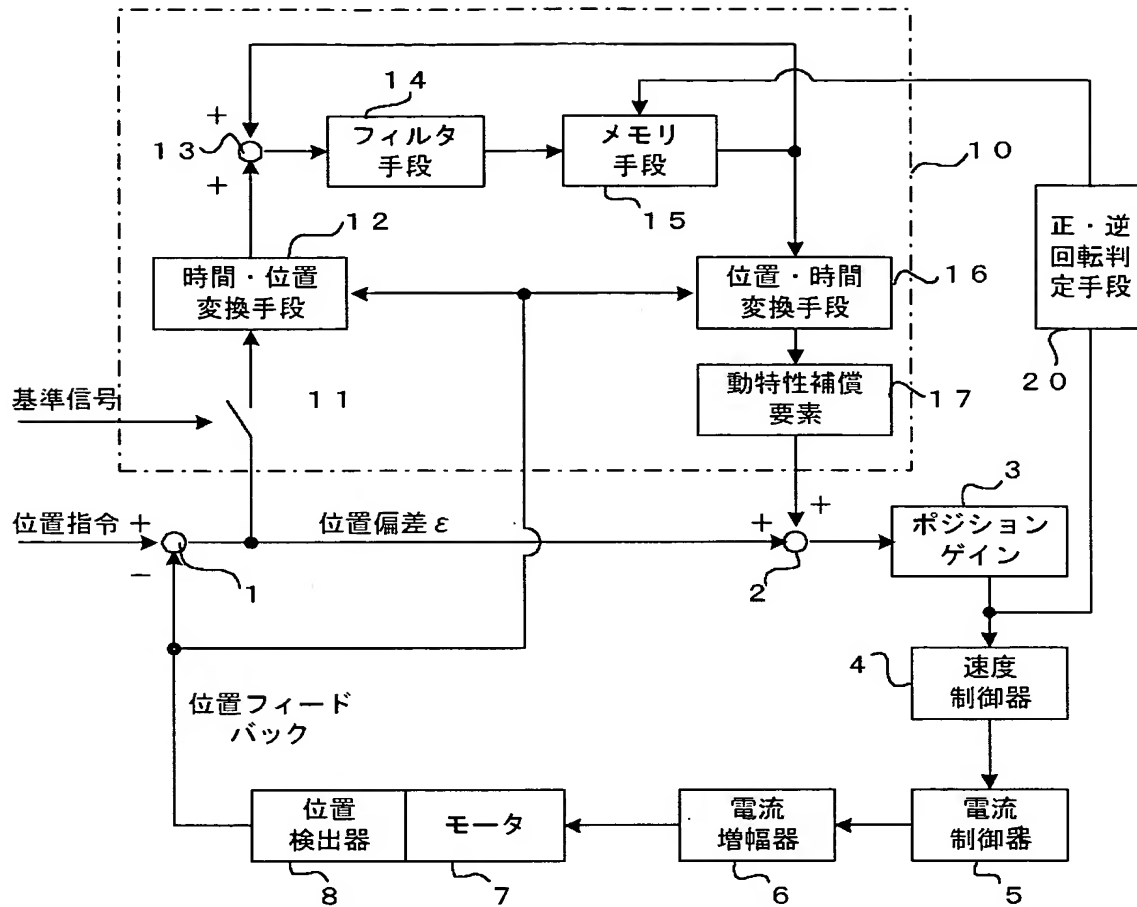 14
+
フィルタ
手段
メモリ
手段
13
+
15
10
12
時間・位置
変換手段
位置・時間
変換手段
16
正・逆
回転判
定手段
20
基準信号
11
動特性補償
要素
17
位置指令
+
−
1
位置偏差ε
+
+
2
3
ポジション
ゲイン
4
速度
制御器
位置フィード
バック
位置
検出器
モータ
電流
増幅器
電流
制御器
8
7
6
5